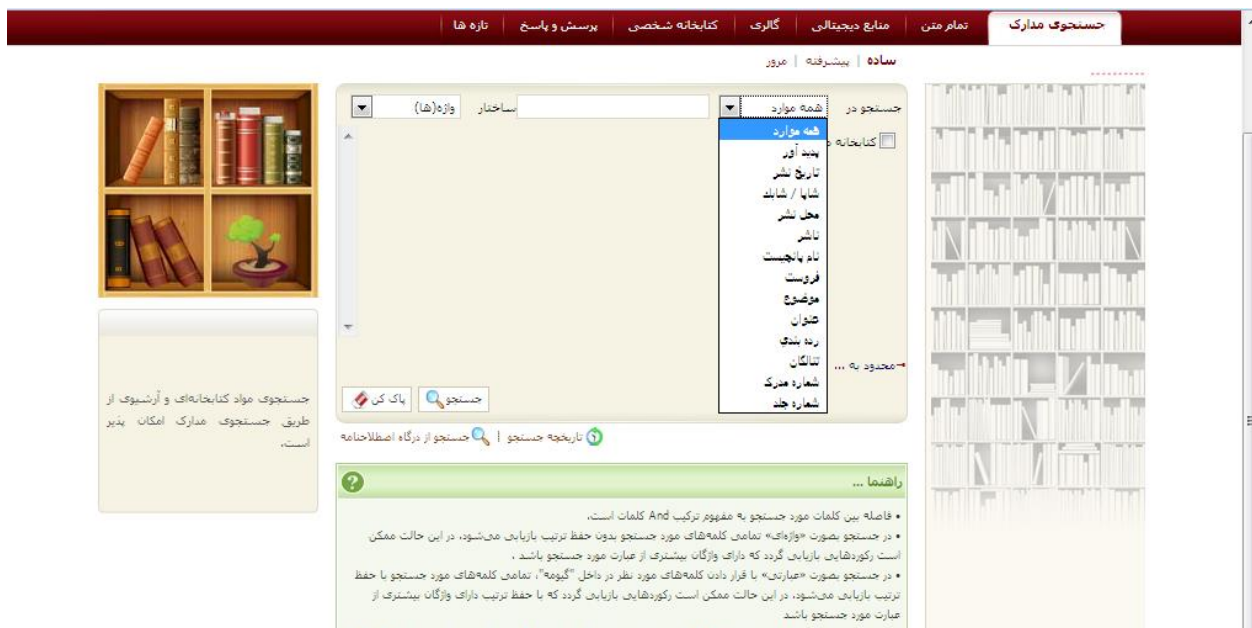 جستجوی مدارک
تمام متن
منابع دیجیتالی
گالری
کتابخانه شخصی
پرسش و پاسخ
تازه ها
ساده | پیشرفته | مرور
جستجو در همه موارد ساختار واژه(ها)
کتابخانه
همه موارد
پدید آور
تاریخ نشر
شاپا / شابك
محل نشر
ناشر
نام پانچیست
فروست
موضوع
عنوان
رده بندي
تنالگان
شماره مدرک
شماره جلد
محدود به ...
جستجو پاک کن
تاریخچه جستجو | جستجو از درگاه اصطلاحنامه
جستجوی مواد کتابخانه‌ای و آرشیوی از
طریق جستجوی مدارک امکان پذیر
است.
راهنما ...
• فاصله بین کلمات مورد جستجو به مفهوم ترکیب And کلمات است.
• در جستجو بصورت «واژه‌ای» تمامی کلمه‌های مورد جستجو بدون حفظ ترتیب بازیابی می‌شود، در این حالت ممکن
است رکوردهایی بازیابی گردد که دارای واژگان بیشتری از عبارت مورد جستجو باشد .
• در جستجو بصورت «عبارتی» با قرار دادن کلمه‌های مورد نظر در داخل "گیومه"، تمامی کلمه‌های مورد جستجو با حفظ
ترتیب بازیابی می‌شود، در این حالت ممکن است رکوردهایی بازیابی گردد که با حفظ ترتیب دارای واژگان بیشتری از
عبارت مورد جستجو باشد